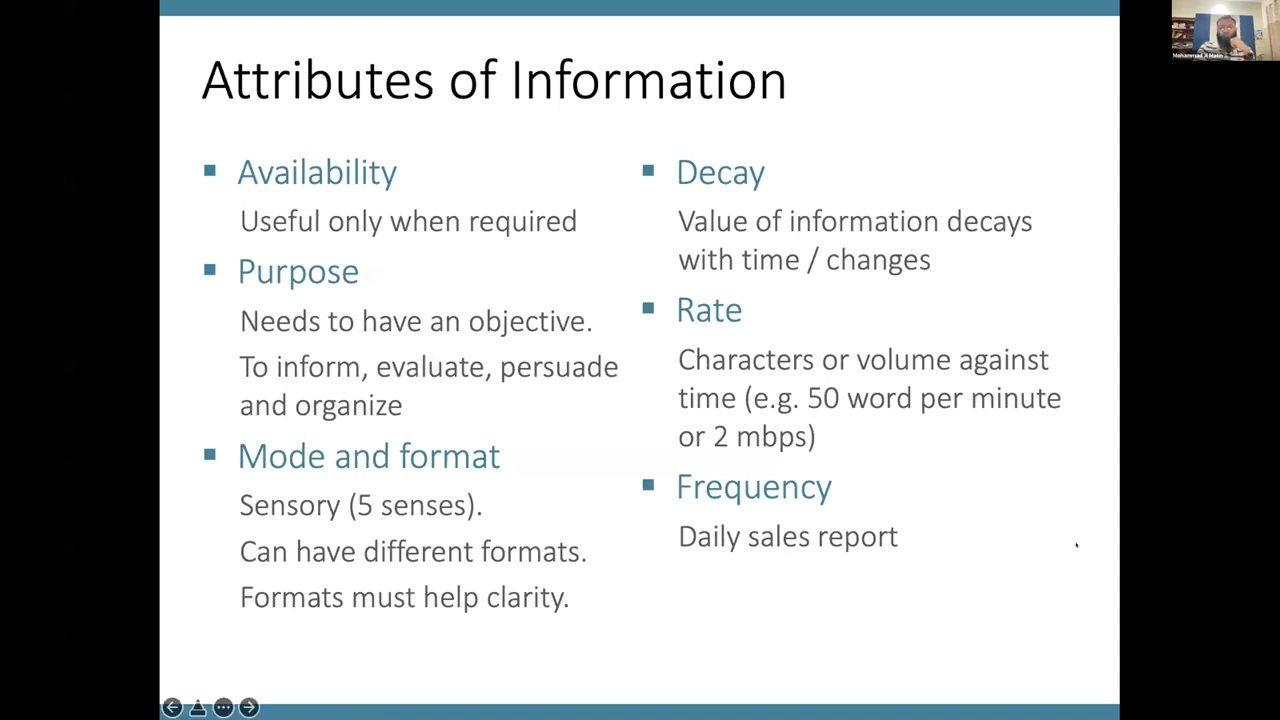 Attributes of Information
Availability
Useful only when required
Purpose
Needs to have an objective.
To inform, evaluate, persuade
and organize
Mode and format
Sensory (5 senses).
Can have different formats.
Formats must help clarity.
Decay
Value of information decays
with time / changes
Rate
Characters or volume against
time (e.g. 50 word per minute
or 2 mbps)
Frequency
Daily sales report
Mohammad A Matin